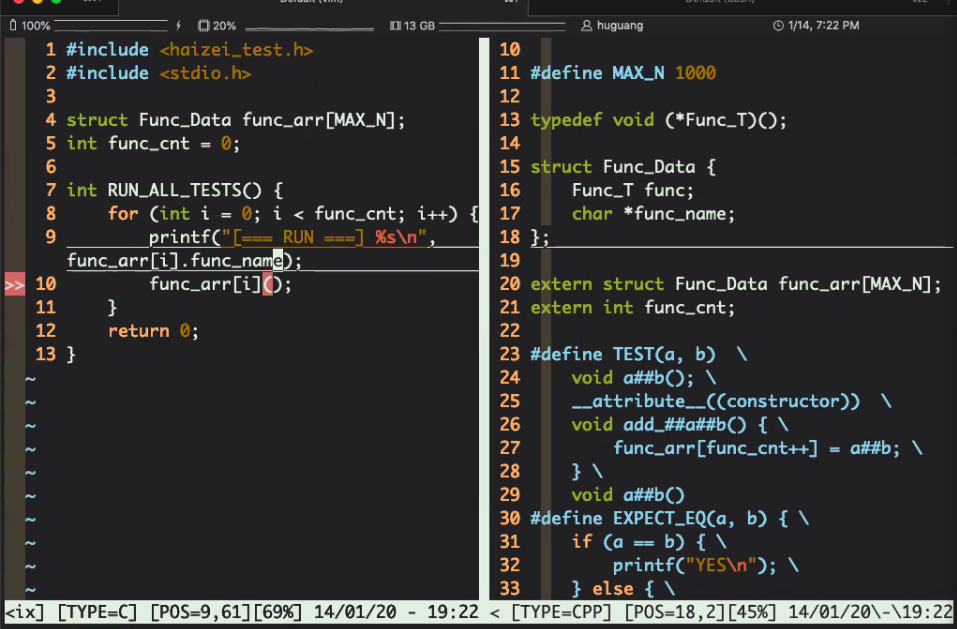 100% 20% 13 GB huguang 1/14, 7:22 PM
1 #include <haizei_test.h>
2 #include <stdio.h>
3
4 struct Func_Data func_arr[MAX_N];
5 int func_cnt = 0;
6
7 int RUN_ALL_TESTS() {
8     for (int i = 0; i < func_cnt; i++) {
9         printf("[=== RUN ===] %s\n",
func_arr[i].func_name);
>> 10         func_arr[i]();
11     }
12     return 0;
13 }
~
~
~
~
~
~
~
~
~
~
<ix] [TYPE=C] [POS=9,61][69%] 14/01/20 - 19:22
10
11 #define MAX_N 1000
12
13 typedef void (*Func_T)();
14
15 struct Func_Data {
16     Func_T func;
17     char *func_name;
18 };
19
20 extern struct Func_Data func_arr[MAX_N];
21 extern int func_cnt;
22
23 #define TEST(a, b)  \
24     void a##b(); \
25     __attribute__((constructor))  \
26     void add_##a##b() { \
27         func_arr[func_cnt++] = a##b; \
28     } \
29     void a##b()
30 #define EXPECT_EQ(a, b) { \
31     if (a == b) { \
32         printf("YES\n"); \
33     } else { \
< [TYPE=CPP] [POS=18,2][45%] 14/01/20\-\19:22